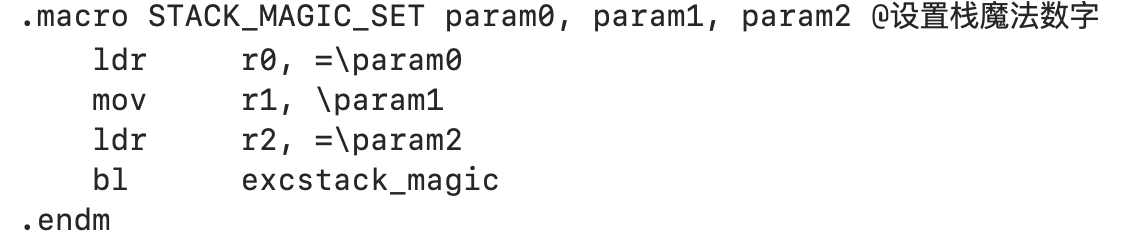 .macro STACK_MAGIC_SET param0, param1, param2 @设置栈魔法数字
    ldr     r0, =\param0
    mov     r1, \param1
    ldr     r2, =\param2
    bl      excstack_magic
.endm